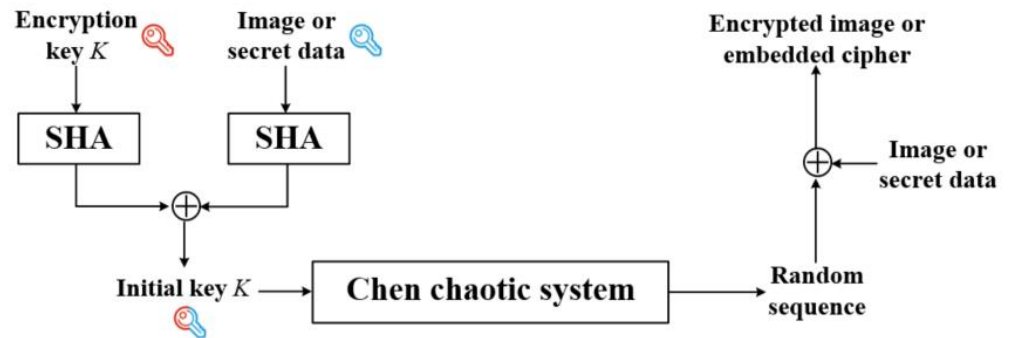 Encryption
key K
Image or
secret data
Encrypted image or
embedded cipher
SHA
SHA
Image or
secret data
Initial key K
Chen chaotic system
Random
sequence